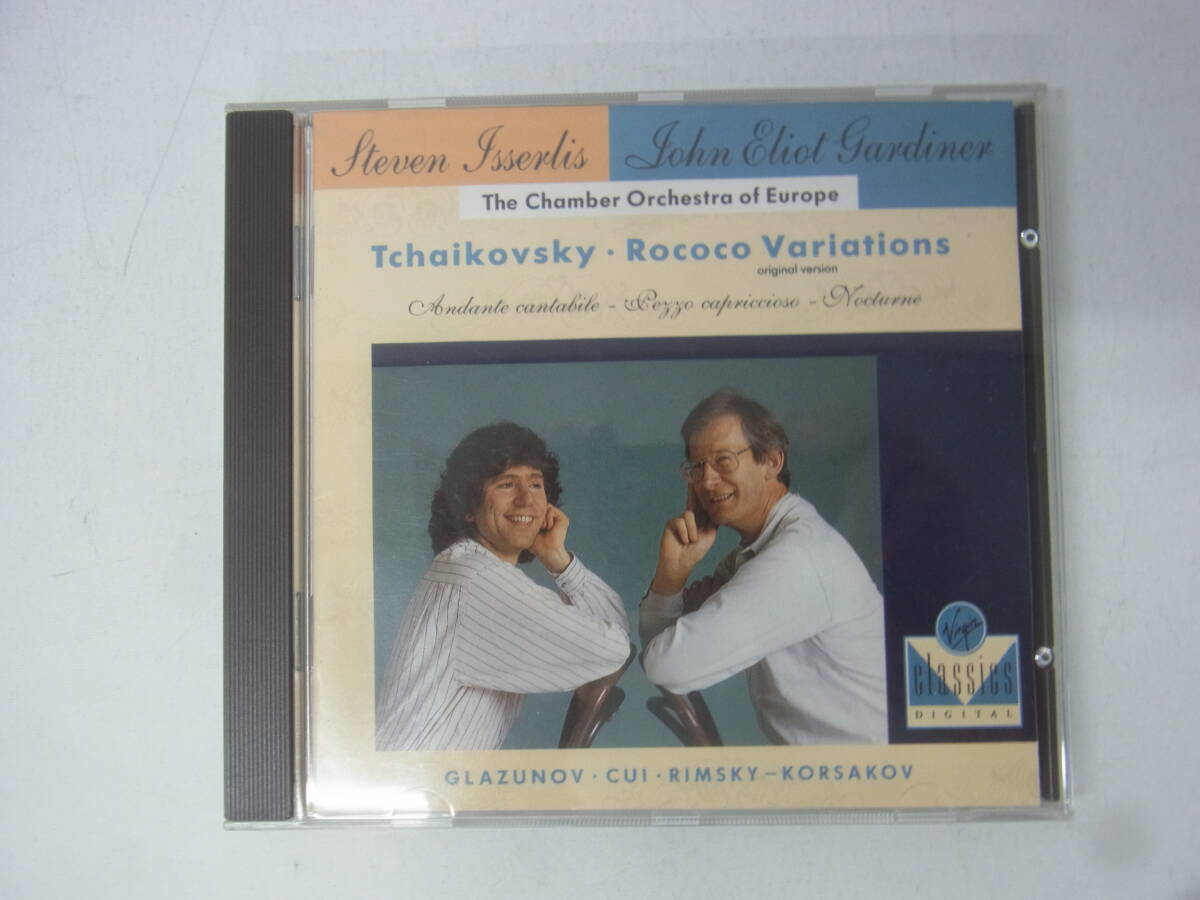 Steven Isserlis
John Eliot Gardiner
The Chamber Orchestra of Europe
Tchaikovsky · Rococo Variations
original version
Andante cantabile - Pezzo capriccioso - Nocturne
Virgin
classics
DIGITAL
GLAZUNOV · CUI · RIMSKY-KORSAKOV